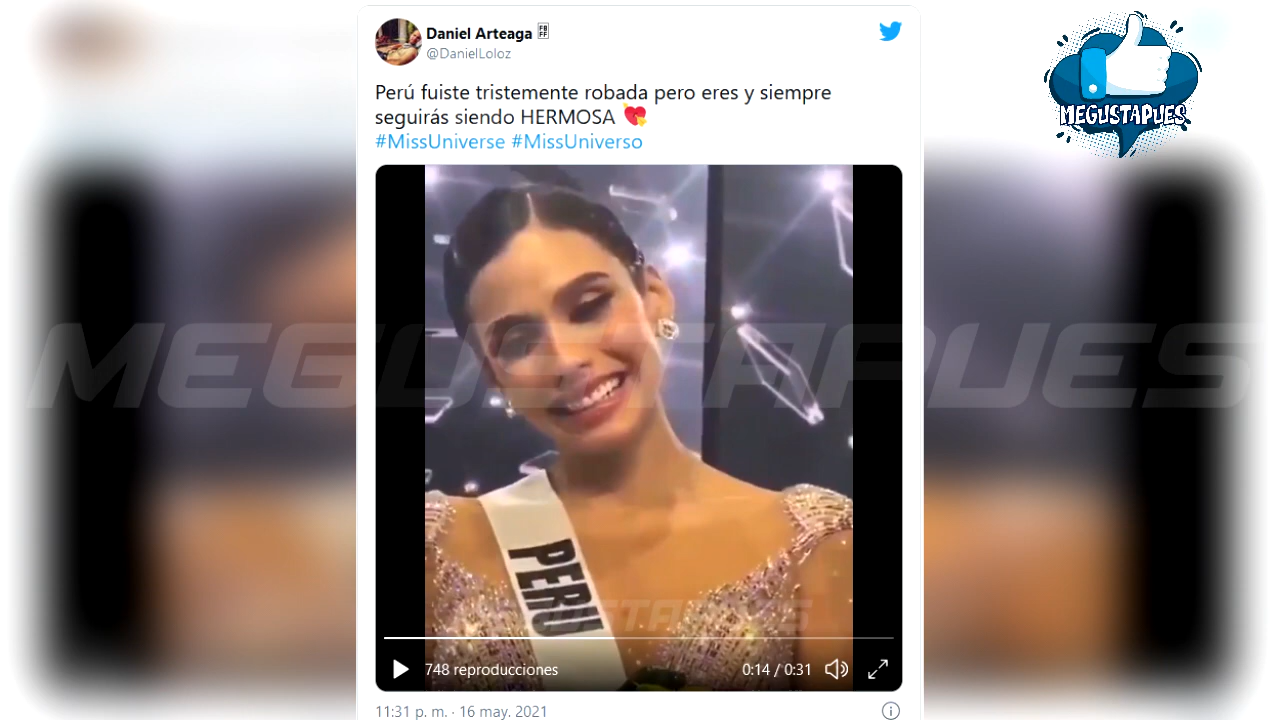 Daniel Arteaga
@DanielLoloz
Perú fuiste tristemente robada pero eres y siempre
seguirás siendo HERMOSA 💘
#MissUniverse #MissUniverso
MEGUSTAPUES
MEGUSTAPUES
PERU
MEGUSTAPUES
748 reproducciones
0:14 / 0:31
11:31 p. m. · 16 may. 2021